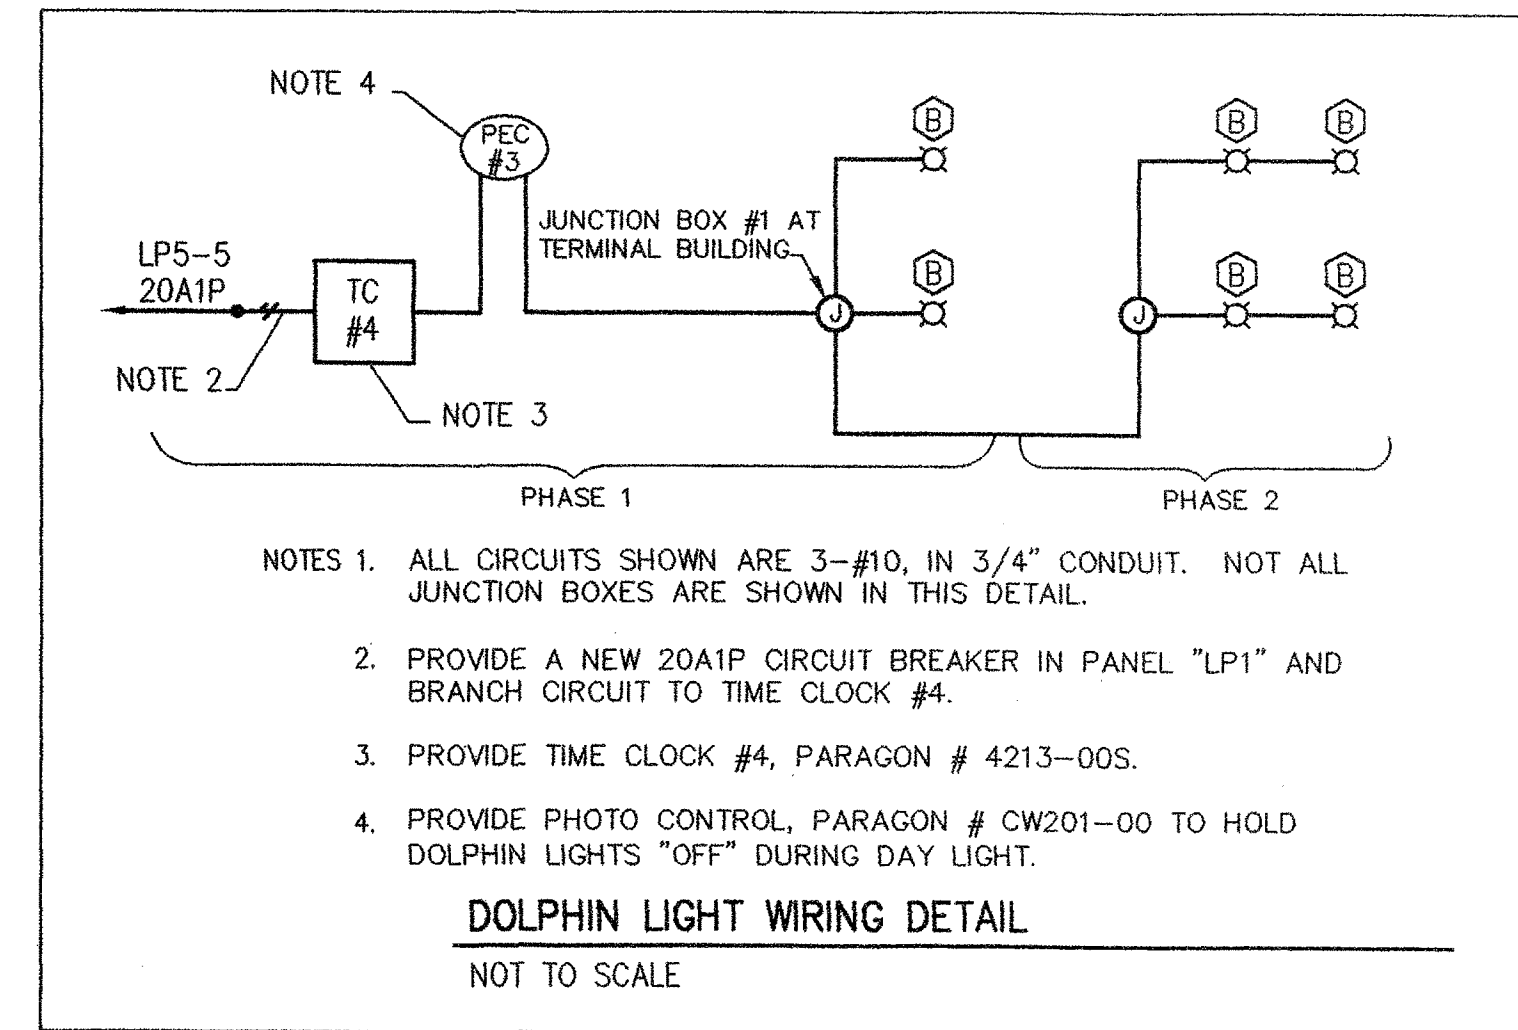 NOTE 4
PEC
#3
B
B
B
JUNCTION BOX #1 AT
TERMINAL BUILDING
LP5-5
20A1P
TC
#4
B
B
B
J
J
NOTE 2
NOTE 3
PHASE 1
PHASE 2
NOTES 1. ALL CIRCUITS SHOWN ARE 3-#10, IN 3/4" CONDUIT. NOT ALL
JUNCTION BOXES ARE SHOWN IN THIS DETAIL.
2. PROVIDE A NEW 20A1P CIRCUIT BREAKER IN PANEL "LP1" AND
BRANCH CIRCUIT TO TIME CLOCK #4.
3. PROVIDE TIME CLOCK #4, PARAGON # 4213-00S.
4. PROVIDE PHOTO CONTROL, PARAGON # CW201-00 TO HOLD
DOLPHIN LIGHTS "OFF" DURING DAY LIGHT.
DOLPHIN LIGHT WIRING DETAIL
NOT TO SCALE